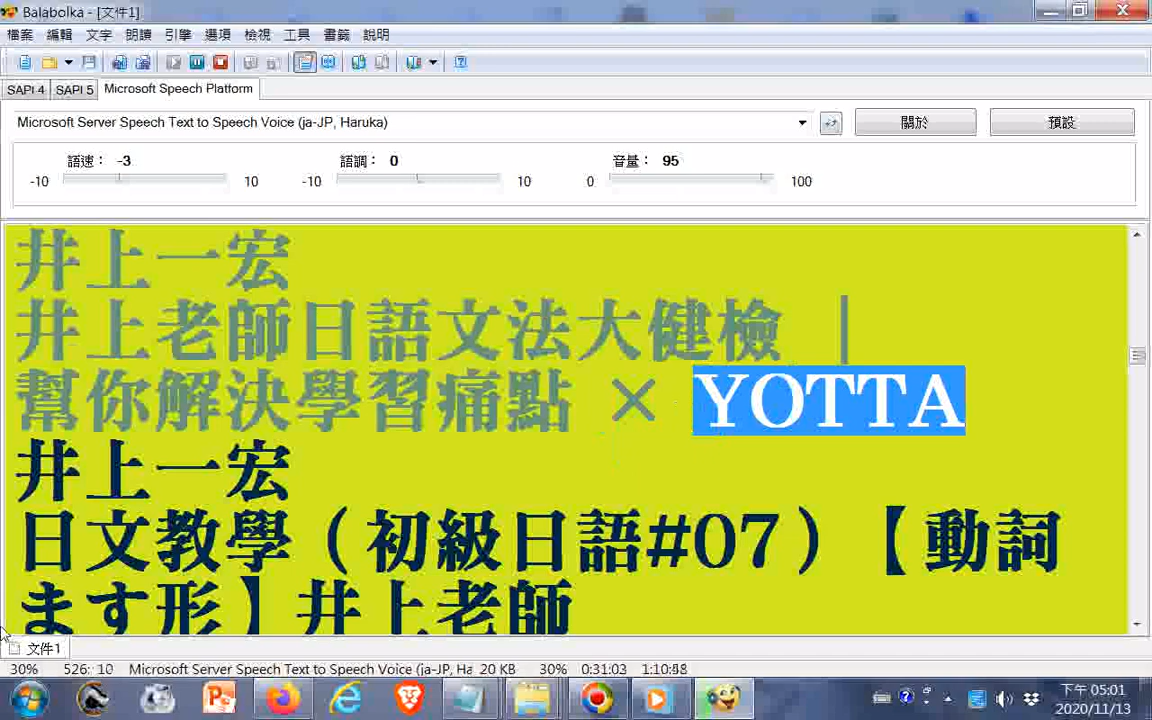 Balabolka - [文件1]
檔案 編輯 文字 朗讀 引擎 選項 檢視 工具 書籤 說明
SAPI 4 SAPI 5 Microsoft Speech Platform
Microsoft Server Speech Text to Speech Voice (ja-JP, Haruka) 關於 預設
語速： -3 語調： 0 音量： 95
-10 10 -10 10 0 100
井上一宏
井上老師日語文法大健檢 ｜
幫你解決學習痛點 × YOTTA
井上一宏
日文教學（初級日語#07）【動詞
ます形】井上老師
文件1
30% 526: 10 Microsoft Server Speech Text to Speech Voice (ja-JP, Ha 20 KB 30% 0:31:03 1:10:58
下午 05:01
2020/11/13